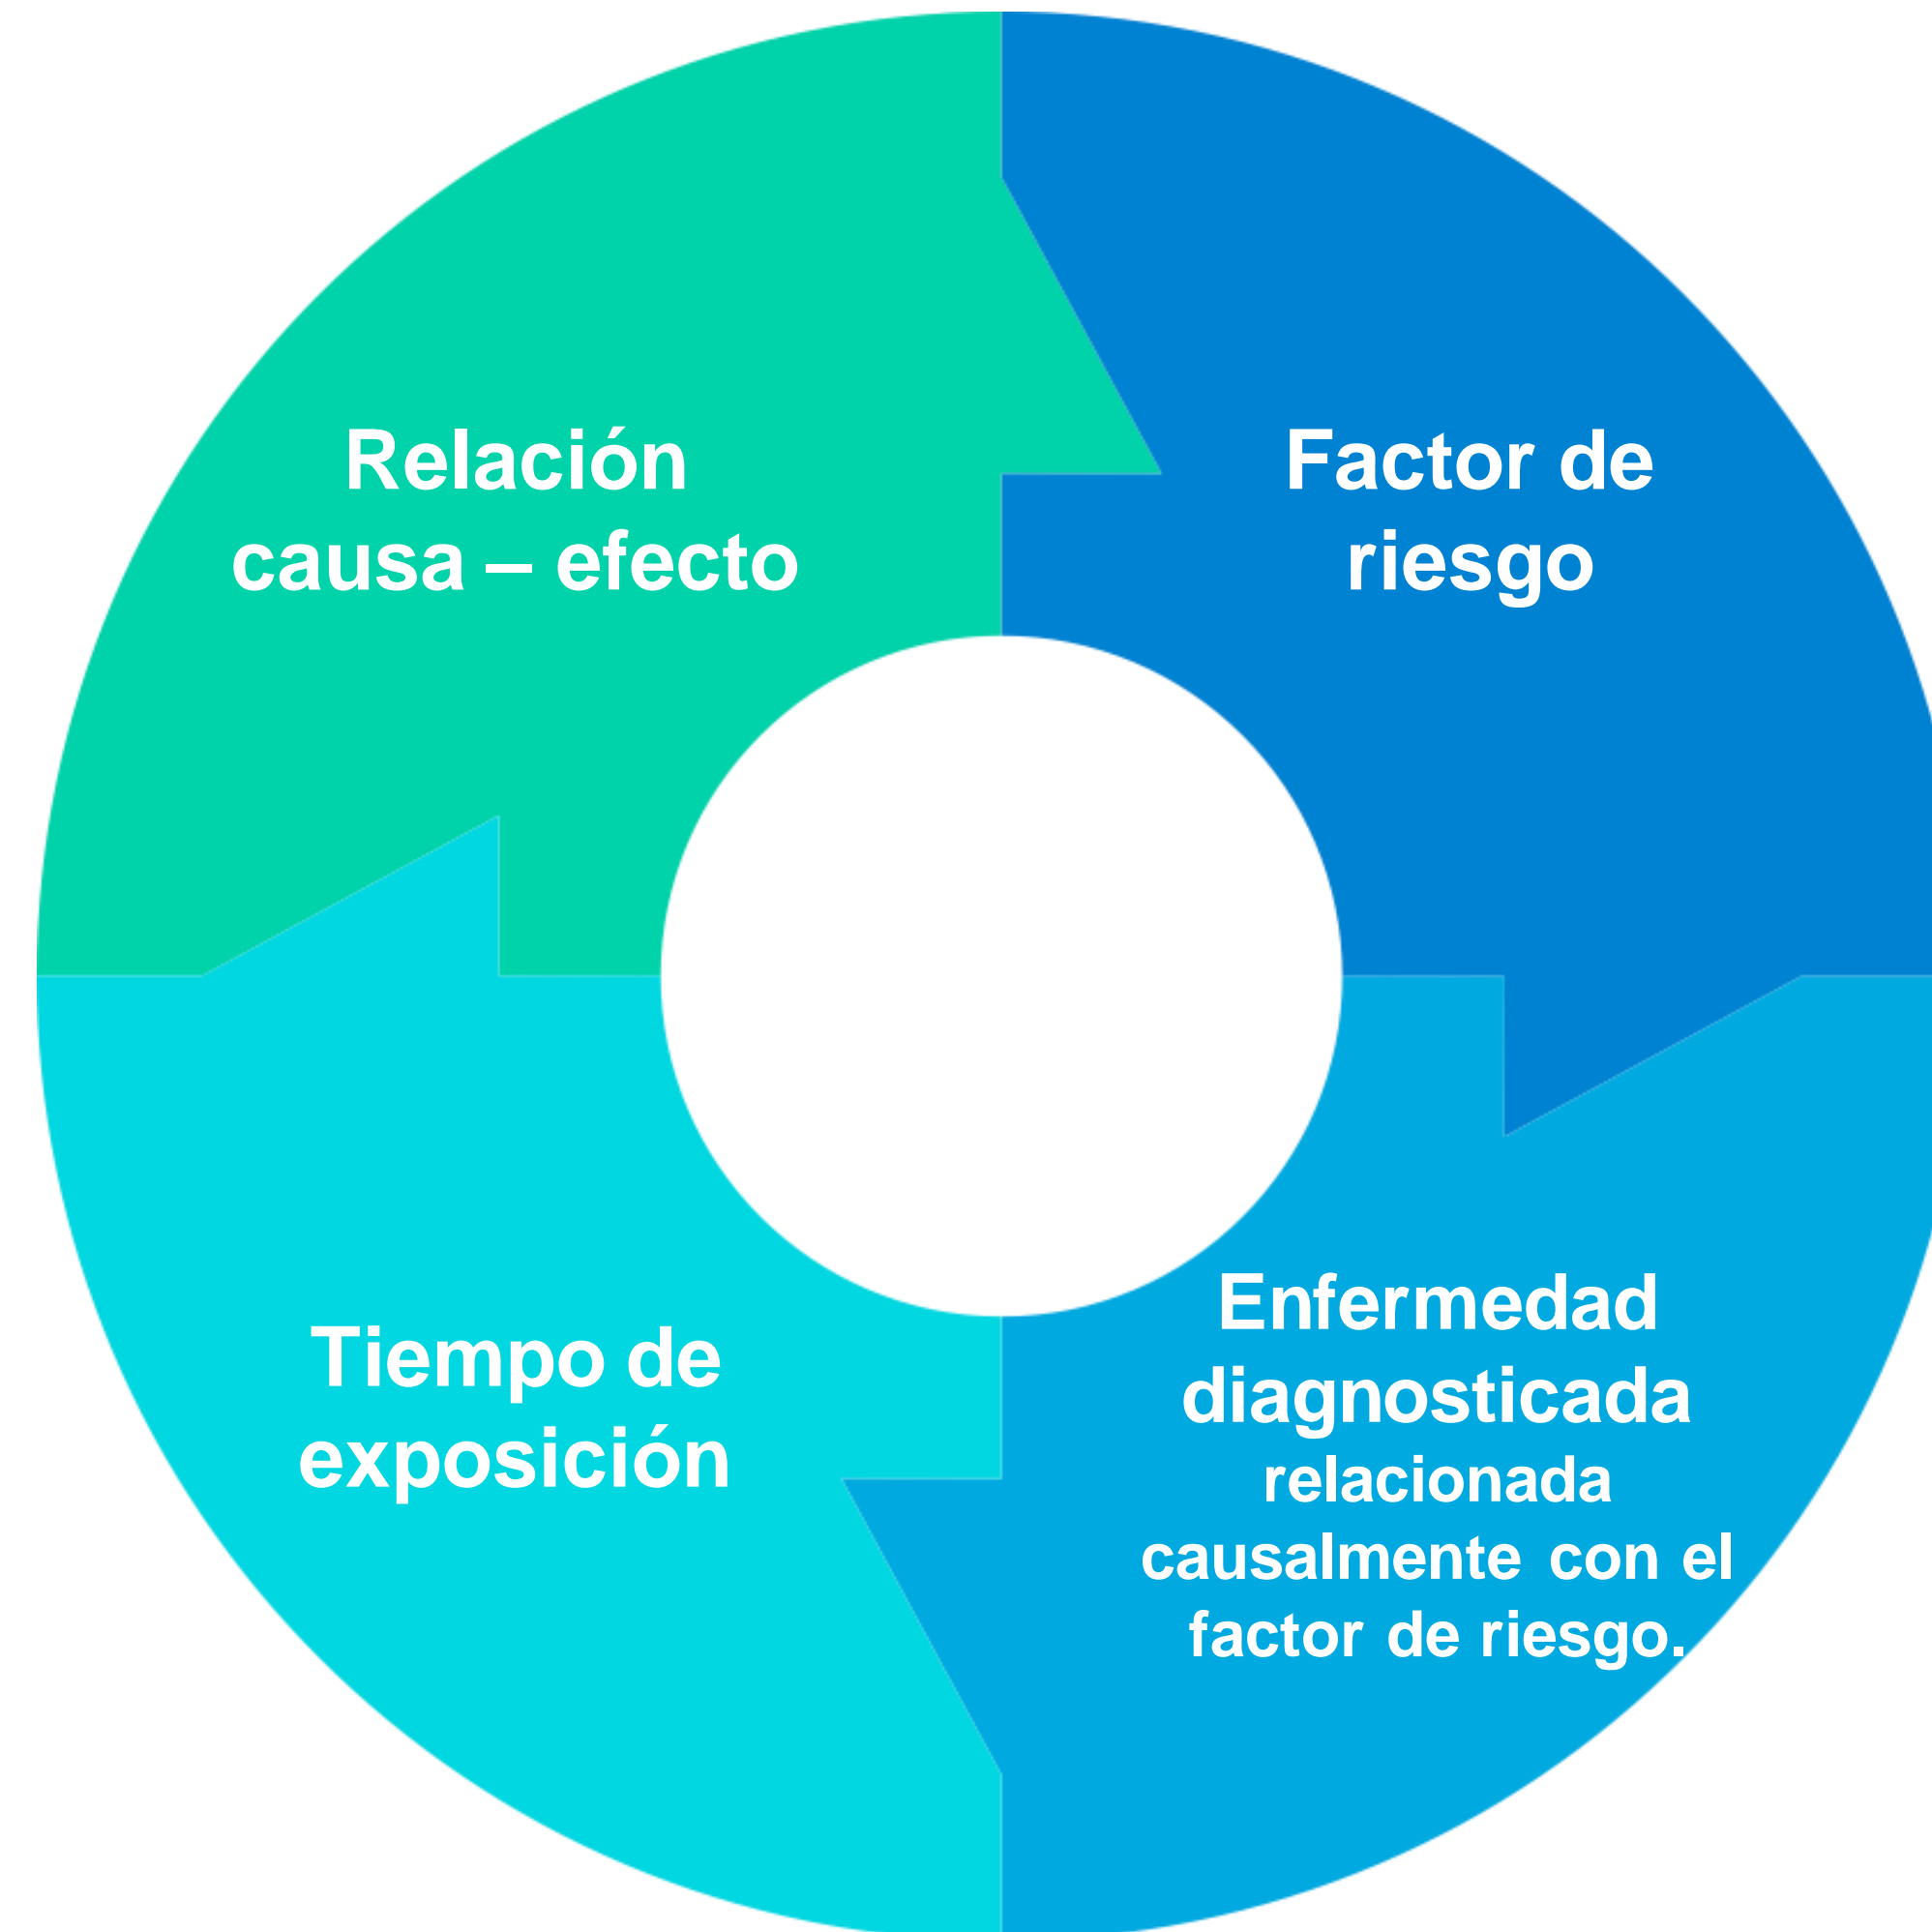 Relación
causa – efecto
Factor de
riesgo
Tiempo de
exposición
Enfermedad
diagnosticada
relacionada
causalmente con el
factor de riesgo.